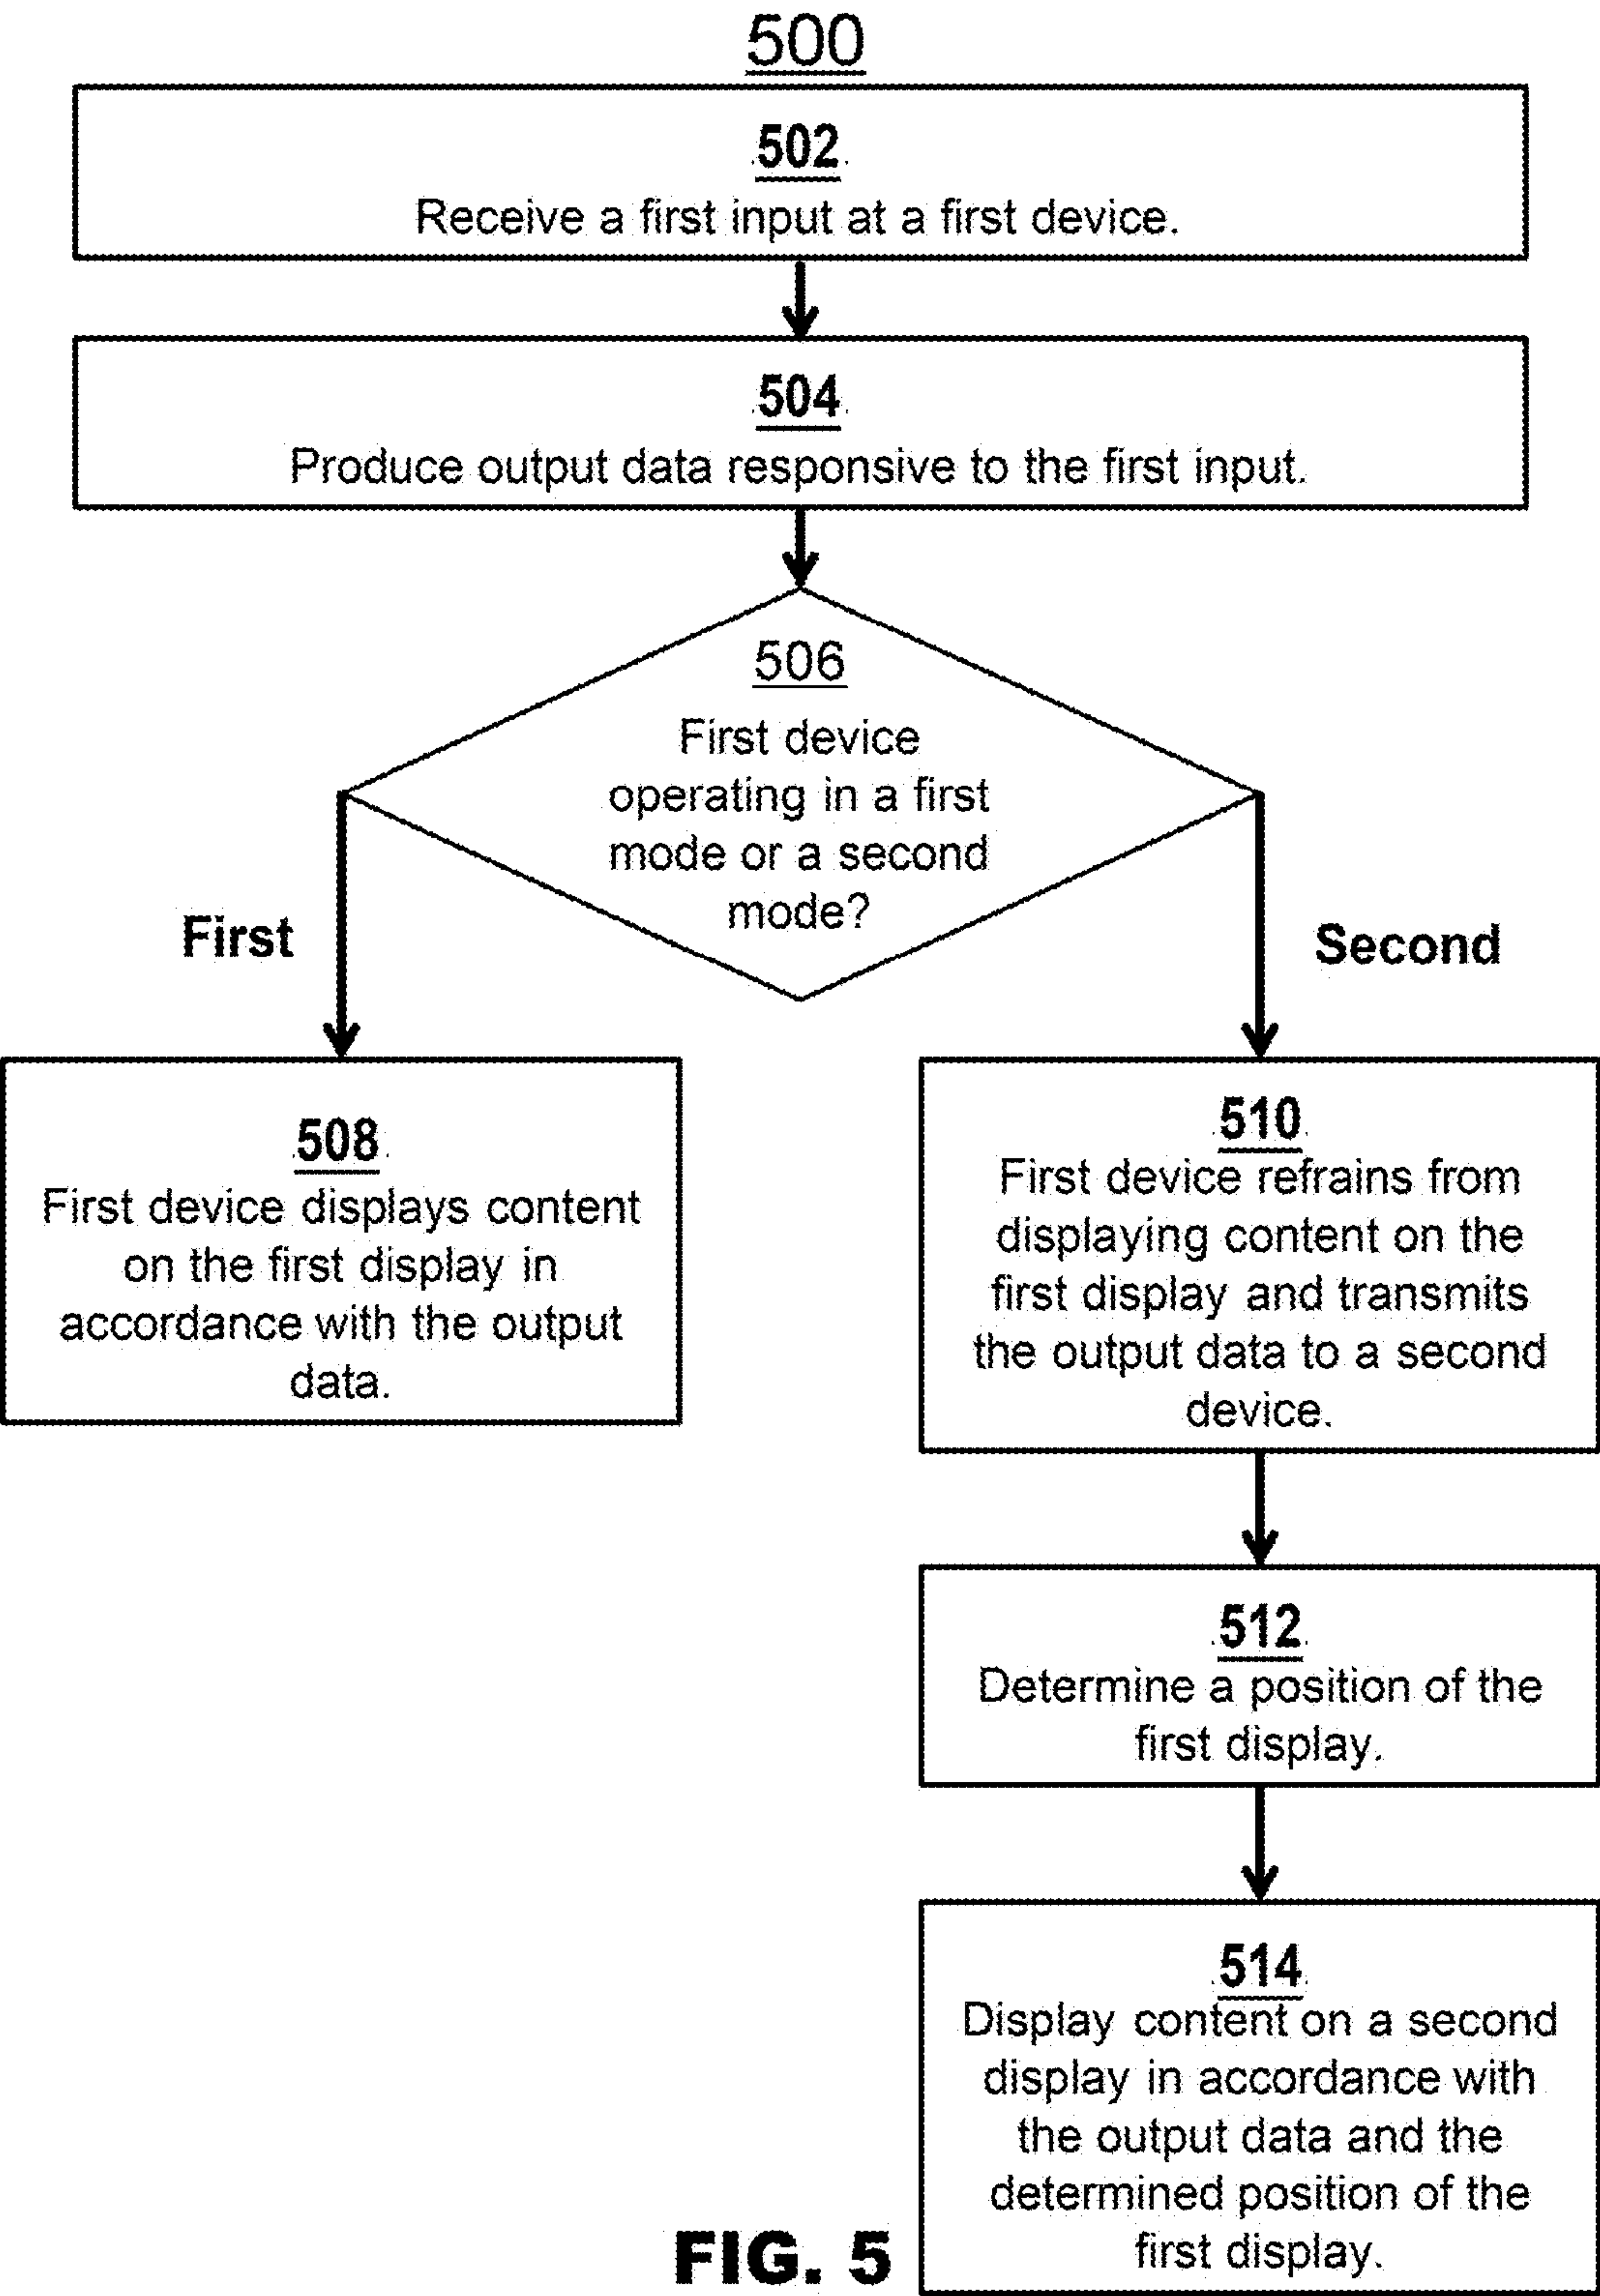 500
502
Receive a first input at a first device.
504
Produce output data responsive to the first input.
506
First device
operating in a first
mode or a second
mode?
First
Second
508
First device displays content
on the first display in
accordance with the output
data.
510
First device refrains from
displaying content on the
first display and transmits
the output data to a second
device.
512
Determine a position of the
first display.
514
Display content on a second
display in accordance with
the output data and the
determined position of the
first display.
FIG. 5